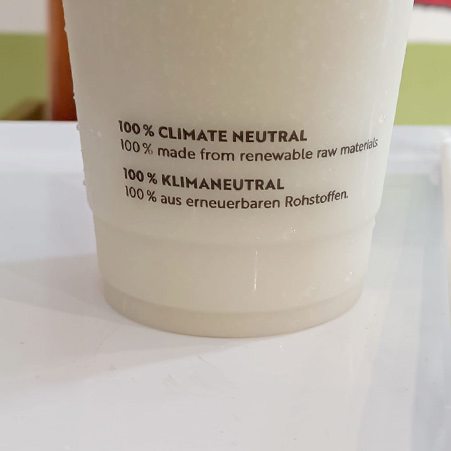 100% CLIMATE NEUTRAL
100% made from renewable raw materials
100% KLIMANEUTRAL
100% aus erneuerbaren Rohstoffen.